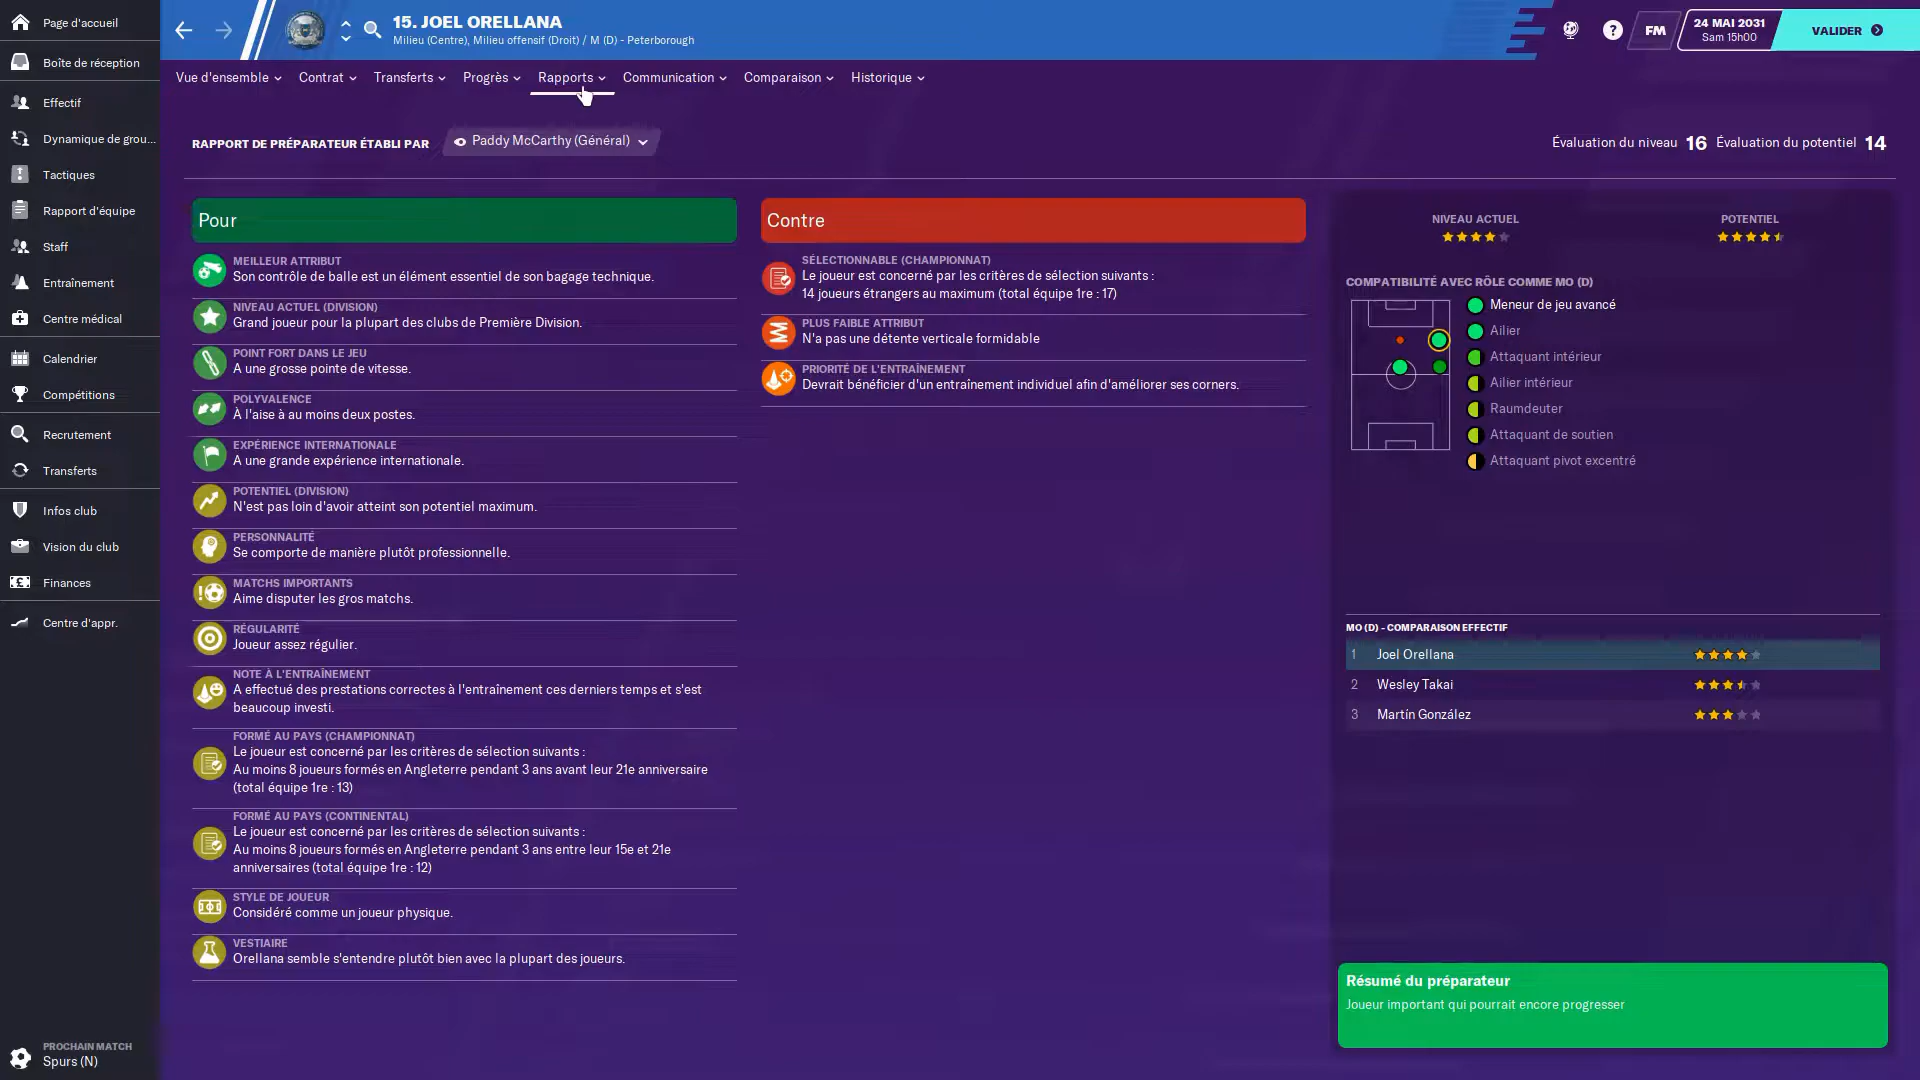 Page d'accueil
Boîte de réception
Effectif
Dynamique de grou...
Tactiques
Rapport d'équipe
Staff
Entraînement
Centre médical
Calendrier
Compétitions
Recrutement
Transferts
Infos club
Vision du club
Finances
Centre d'appr.
PROCHAIN MATCH
Spurs (N)
15. JOEL ORELLANA
Milieu (Centre), Milieu offensif (Droit) / M (D) - Peterborough
FM
24 MAI 2031
Sam 15h00
VALIDER
Vue d'ensemble
Contrat
Transferts
Progrès
Rapports
Communication
Comparaison
Historique
RAPPORT DE PRÉPARATEUR ÉTABLI PAR
Paddy McCarthy (Général)
Évaluation du niveau 16 Évaluation du potentiel 14
Pour
MEILLEUR ATTRIBUT
Son contrôle de balle est un élément essentiel de son bagage technique.
NIVEAU ACTUEL (DIVISION)
Grand joueur pour la plupart des clubs de Première Division.
POINT FORT DANS LE JEU
A une grosse pointe de vitesse.
POLYVALENCE
À l'aise à au moins deux postes.
EXPÉRIENCE INTERNATIONALE
A une grande expérience internationale.
POTENTIEL (DIVISION)
N'est pas loin d'avoir atteint son potentiel maximum.
PERSONNALITÉ
Se comporte de manière plutôt professionnelle.
MATCHS IMPORTANTS
Aime disputer les gros matchs.
RÉGULARITÉ
Joueur assez régulier.
NOTE À L'ENTRAÎNEMENT
A effectué des prestations correctes à l'entraînement ces derniers temps et s'est
beaucoup investi.
FORMÉ AU PAYS (CHAMPIONNAT)
Le joueur est concerné par les critères de sélection suivants :
Au moins 8 joueurs formés en Angleterre pendant 3 ans avant leur 21e anniversaire
(total équipe 1re : 13)
FORMÉ AU PAYS (CONTINENTAL)
Le joueur est concerné par les critères de sélection suivants :
Au moins 8 joueurs formés en Angleterre pendant 3 ans entre leur 15e et 21e
anniversaires (total équipe 1re : 12)
STYLE DE JOUEUR
Considéré comme un joueur physique.
VESTIAIRE
Orellana semble s'entendre plutôt bien avec la plupart des joueurs.
Contre
SÉLECTIONNABLE (CHAMPIONNAT)
Le joueur est concerné par les critères de sélection suivants :
14 joueurs étrangers au maximum (total équipe 1re : 17)
PLUS FAIBLE ATTRIBUT
N'a pas une détente verticale formidable
PRIORITÉ DE L'ENTRAÎNEMENT
Devrait bénéficier d'un entraînement individuel afin d'améliorer ses corners.
NIVEAU ACTUEL
POTENTIEL
COMPATIBILITÉ AVEC RÔLE COMME MO (D)
Meneur de jeu avancé
Ailier
Attaquant intérieur
Ailier intérieur
Raumdeuter
Attaquant de soutien
Attaquant pivot excentré
MO (D) - COMPARAISON EFFECTIF
1 Joel Orellana
2 Wesley Takai
3 Martín González
Résumé du préparateur
Joueur important qui pourrait encore progresser